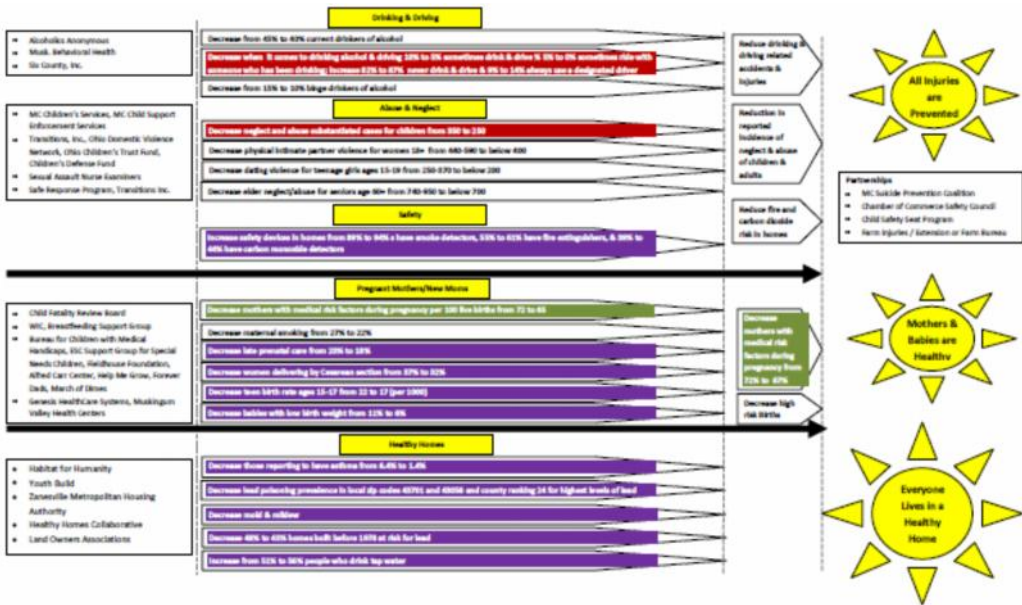 Drinking & Driving
Alcoholics Anonymous
Musk. Behavioral Health
Six County, Inc.
Decrease from 45% to 40% current drinkers of alcohol
Decrease when it comes to drinking alcohol & driving 10% to 5% sometimes drink & drive % 5% to 0% sometimes ride with
someone who has been drinking; Increase 82% to 87% never drink & drive & 9% to 14% always use a designated driver
Decrease from 15% to 10% binge drinkers of alcohol
Reduce drinking &
driving related
accidents &
injuries
All Injuries
are
Prevented
Abuse & Neglect
MC Children's Services, MC Child Support
Enforcement Services
Transitions, Inc., Ohio Domestic Violence
Network, Ohio Children's Trust Fund,
Children's Defense Fund
Sexual Assault Nurse Examiners
Safe Response Program, Transitions Inc.
Decrease neglect and abuse substantiated cases for children from 350 to 250
Decrease physical intimate partner violence for women 18+ from 440-590 to below 400
Decrease dating violence for teenage girls ages 15-19 from 250-370 to below 200
Decrease elder neglect/abuse for seniors age 60+ from 740-950 to below 700
Reduction in
reported
incidence of
neglect & abuse
of children &
adults
Partnerships
MC Suicide Prevention Coalition
Chamber of Commerce Safety Council
Child Safety Seat Program
Farm Injuries / Extension or Farm Bureau
Safety
Increase safety devices in homes from 89% to 94% s have smoke detectors, 55% to 61% have fire extinguishers, & 39% to
44% have carbon monoxide detectors
Reduce fire and
carbon dioxide
risk in homes
Pregnant Mothers/New Moms
Child Fatality Review Board
WIC, Breastfeeding Support Group
Bureau for Children with Medical
Handicaps, ESC Support Group for Special
Needs Children, Fieldhouse Foundation,
Alfred Carr Center, Help Me Grow, Forever
Dads, March of Dimes
Genesis HealthCare Systems, Muskingum
Valley Health Centers
Decrease mothers with medical risk factors during pregnancy per 100 live births from 72 to
Decrease maternal smoking from 27% to 22%
Decrease late prenatal care from 23% to 18%
Decrease women delivering by Cesarean section from 37% to 32%
Decrease teen birth rate ages 15-17 from 22 to 17 (per 1000)
Decrease babies with low birth weight from 11% to 6%
Decrease
mothers with
medical risk
factors during
pregnancy from
72% to 67%
Decrease high
risk Births
Mothers &
Babies are
Healthy
Healthy Homes
Habitat for Humanity
Youth Build
Zanesville Metropolitan Housing
Authority
Healthy Homes Collaborative
Land Owners Associations
Decrease those reporting to have asthma from 6.4% to 1.4%
Decrease lead poisoning prevalence in local zip codes 43701 and and county ranking 24 for highest levels of lead
Decrease mold & mildew
Decrease 48% to 43% homes built before 1978 at risk for lead
Increase from 51% to 56% people who drink tap water
Everyone
Lives in a
Healthy
Home